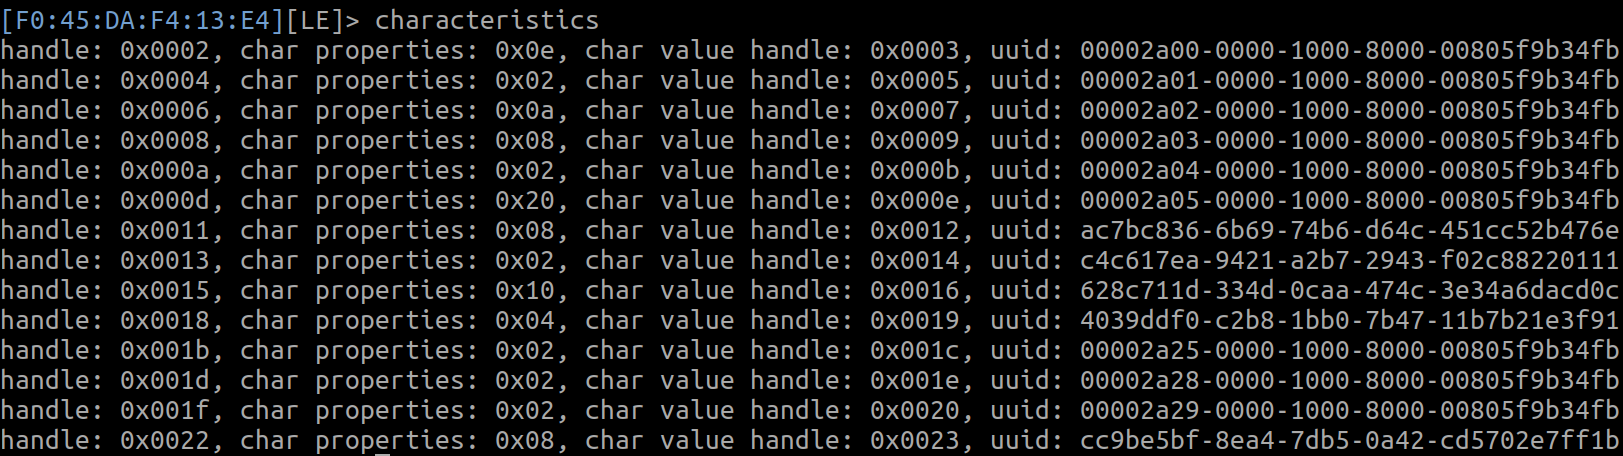 [F0:45:DA:F4:13:E4][LE]> characteristics
handle: 0x0002, char properties: 0x0e, char value handle: 0x0003, uuid: 00002a00-0000-1000-8000-00805f9b34fb
handle: 0x0004, char properties: 0x02, char value handle: 0x0005, uuid: 00002a01-0000-1000-8000-00805f9b34fb
handle: 0x0006, char properties: 0x0a, char value handle: 0x0007, uuid: 00002a02-0000-1000-8000-00805f9b34fb
handle: 0x0008, char properties: 0x08, char value handle: 0x0009, uuid: 00002a03-0000-1000-8000-00805f9b34fb
handle: 0x000a, char properties: 0x02, char value handle: 0x000b, uuid: 00002a04-0000-1000-8000-00805f9b34fb
handle: 0x000d, char properties: 0x20, char value handle: 0x000e, uuid: 00002a05-0000-1000-8000-00805f9b34fb
handle: 0x0011, char properties: 0x08, char value handle: 0x0012, uuid: ac7bc836-6b69-74b6-d64c-451cc52b476e
handle: 0x0013, char properties: 0x02, char value handle: 0x0014, uuid: c4c617ea-9421-a2b7-2943-f02c88220111
handle: 0x0015, char properties: 0x10, char value handle: 0x0016, uuid: 628c711d-334d-0caa-474c-3e34a6dacd0c
handle: 0x0018, char properties: 0x04, char value handle: 0x0019, uuid: 4039ddf0-c2b8-1bb0-7b47-11b7b21e3f91
handle: 0x001b, char properties: 0x02, char value handle: 0x001c, uuid: 00002a25-0000-1000-8000-00805f9b34fb
handle: 0x001d, char properties: 0x02, char value handle: 0x001e, uuid: 00002a28-0000-1000-8000-00805f9b34fb
handle: 0x001f, char properties: 0x02, char value handle: 0x0020, uuid: 00002a29-0000-1000-8000-00805f9b34fb
handle: 0x0022, char properties: 0x08, char value handle: 0x0023, uuid: cc9be5bf-8ea4-7db5-0a42-cd5702e7ff1b